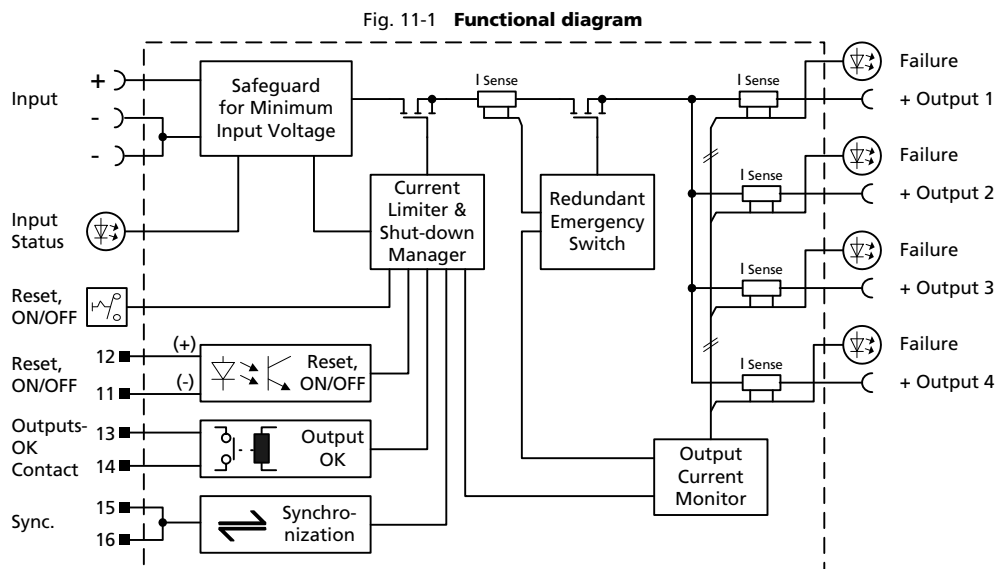 Fig. 11-1 Functional diagram
Input
+
-
-
Safeguard
for Minimum
Input Voltage
I Sense
I Sense
Failure
+ Output 1
Failure
I Sense
+ Output 2
Failure
I Sense
+ Output 3
Failure
I Sense
+ Output 4
Current
Limiter &
Shut-down
Manager
Redundant
Emergency
Switch
Input
Status
Reset,
ON/OFF
Reset,
ON/OFF
12
(+)
11
(-)
Reset,
ON/OFF
Outputs-
OK
Contact
13
14
Output
OK
Output
Current
Monitor
Sync.
15
16
Synchro-
nization